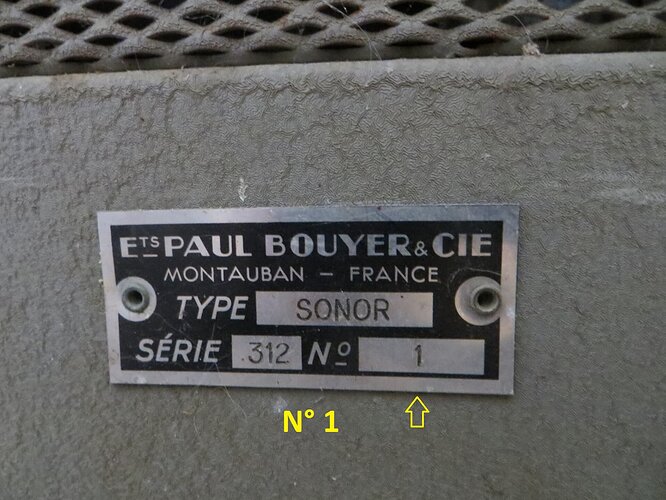 ETS PAUL BOUYER & CIE
MONTAUBAN – FRANCE
TYPE SONOR
SÉRIE 312 Nº 1
N° 1